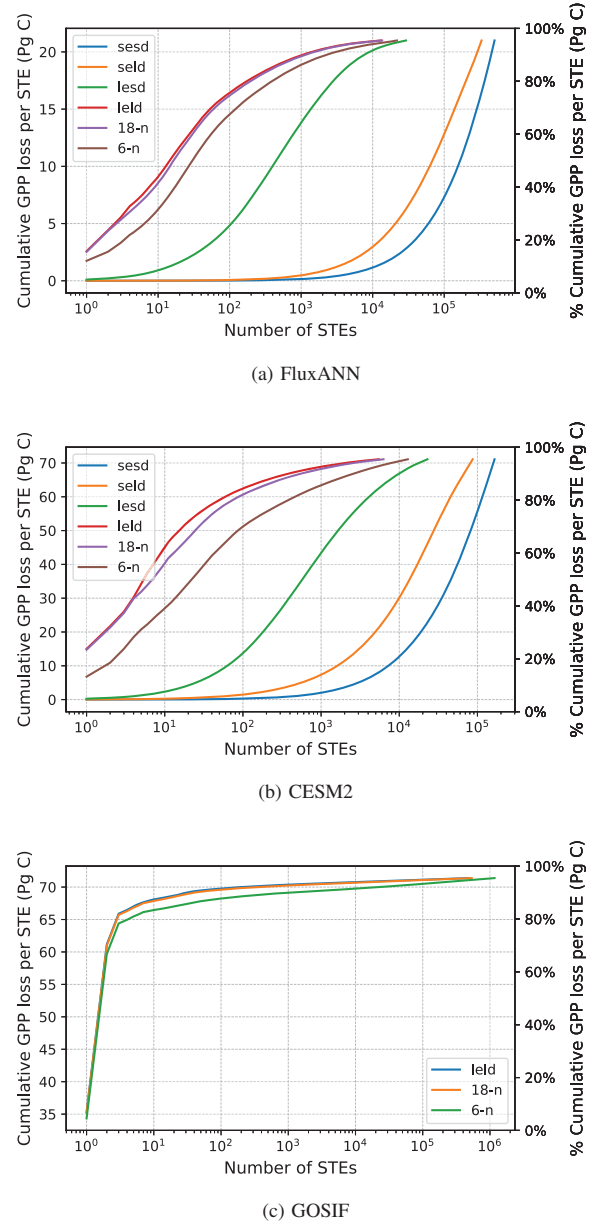 Cumulative GPP loss per STE (Pg C)
20
15
10
5
0
sesd
seld
lesd
leld
18-n
6-n
100%
80%
60%
40%
20%
0%
% Cumulative GPP loss per STE (Pg C)
10⁰ 10¹ 10² 10³ 10⁴ 10⁵
Number of STEs
(a) FluxANN
Cumulative GPP loss per STE (Pg C)
70
60
50
40
30
20
10
0
sesd
seld
lesd
leld
18-n
6-n
100%
80%
60%
40%
20%
0%
% Cumulative GPP loss per STE (Pg C)
10⁰ 10¹ 10² 10³ 10⁴ 10⁵
Number of STEs
(b) CESM2
Cumulative GPP loss per STE (Pg C)
70
65
60
55
50
45
40
35
leld
18-n
6-n
100%
80%
60%
40%
20%
0%
% Cumulative GPP loss per STE (Pg C)
10⁰ 10¹ 10² 10³ 10⁴ 10⁵ 10⁶
Number of STEs
(c) GOSIF